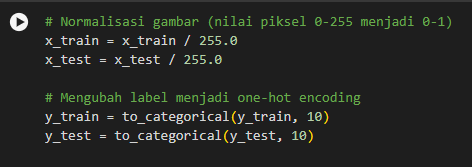 # Normalisasi gambar (nilai piksel 0-255 menjadi 0-1)
x_train = x_train / 255.0
x_test = x_test / 255.0

# Mengubah label menjadi one-hot encoding
y_train = to_categorical(y_train, 10)
y_test = to_categorical(y_test, 10)